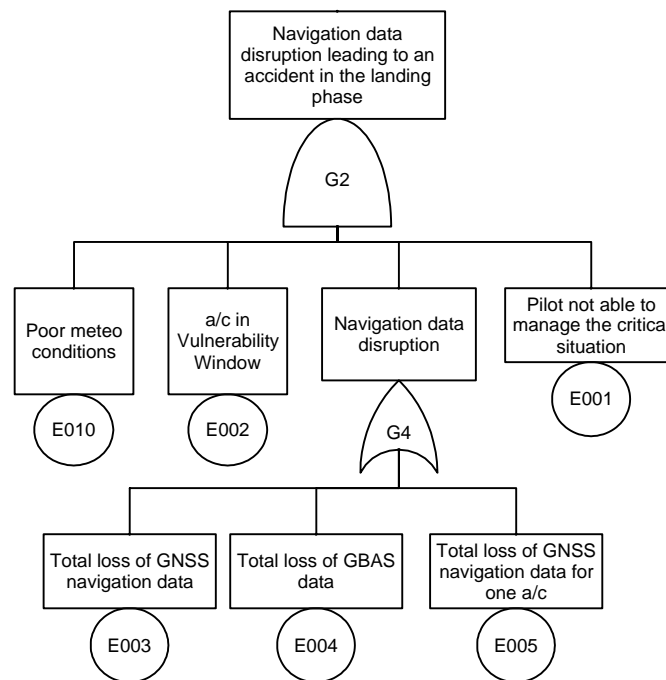 Navigation data
disruption leading to an
accident in the landing
phase
G2
Poor meteo
conditions
a/c in
Vulnerability
Window
Navigation data
disruption
Pilot not able to
manage the critical
situation
E010
E002
E001
G4
Total loss of GNSS
navigation data
Total loss of GBAS
data
Total loss of GNSS
navigation data for
one a/c
E003
E004
E005